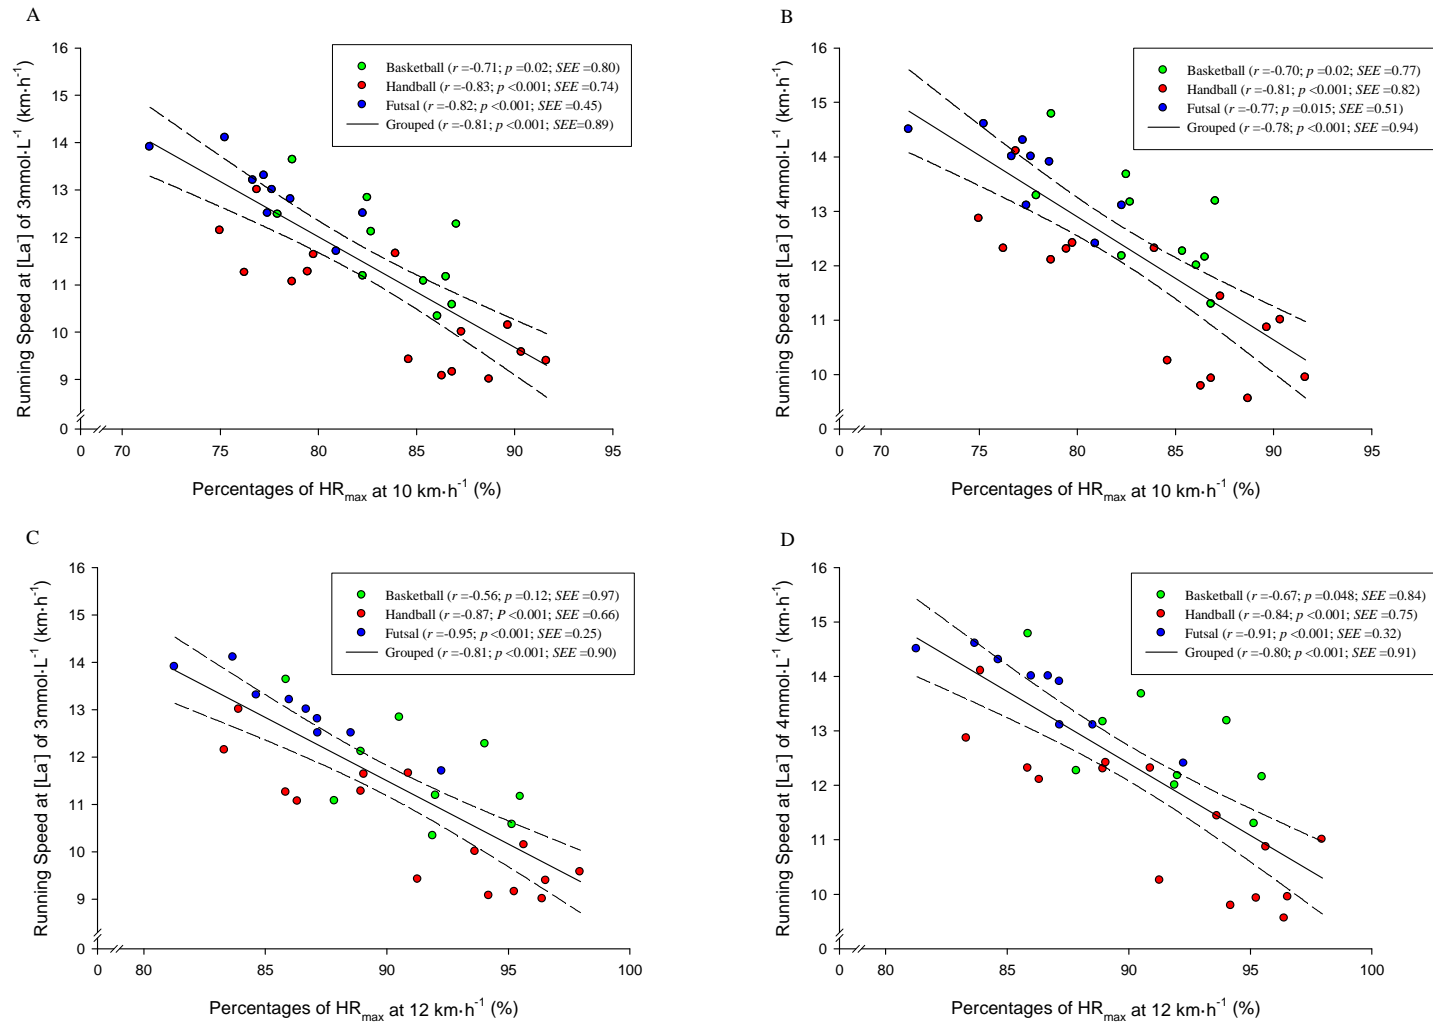 A
Running Speed at [La-] of 3mmol·L-1 (km·h-1)
16
15
14
13
12
11
10
9
0
Basketball (r =-0.71; p =0.02; SEE =0.80)
Handball (r =-0.83; p <0.001; SEE =0.74)
Futsal (r =-0.82; p <0.001; SEE =0.45)
Grouped (r =-0.81; p <0.001; SEE=0.89)
0 70 75 80 85 90 95
Percentages of HRmax at 10 km·h-1 (%)
B
Running Speed at [La-] of 4mmol·L-1 (km·h-1)
16
15
14
13
12
11
10
0
Basketball (r =-0.70; p =0.02; SEE =0.77)
Handball (r =-0.81; p <0.001; SEE =0.82)
Futsal (r =-0.77; p =0.015; SEE =0.51)
Grouped (r =-0.78; p <0.001; SEE =0.94)
0 70 75 80 85 90 95
Percentages of HRmax at 10 km·h-1 (%)
C
Running Speed at [La-] of 3mmol·L-1 (km·h-1)
16
15
14
13
12
11
10
9
0
Basketball (r =-0.56; p =0.12; SEE =0.97)
Handball (r =-0.87; P <0.001; SEE =0.66)
Futsal (r =-0.95; p <0.001; SEE =0.25)
Grouped (r =-0.81; p <0.001; SEE =0.90)
0 80 85 90 95 100
Percentages of HRmax at 12 km·h-1 (%)
D
Running Speed at [La-] of 4mmol·L-1 (km·h-1)
16
15
14
13
12
11
10
0
Basketball (r =-0.67; p =0.048; SEE =0.84)
Handball (r =-0.84; p <0.001; SEE =0.75)
Futsal (r =-0.91; p <0.001; SEE =0.32)
Grouped (r =-0.80; p <0.001; SEE =0.91)
0 80 85 90 95 100
Percentages of HRmax at 12 km·h-1 (%)